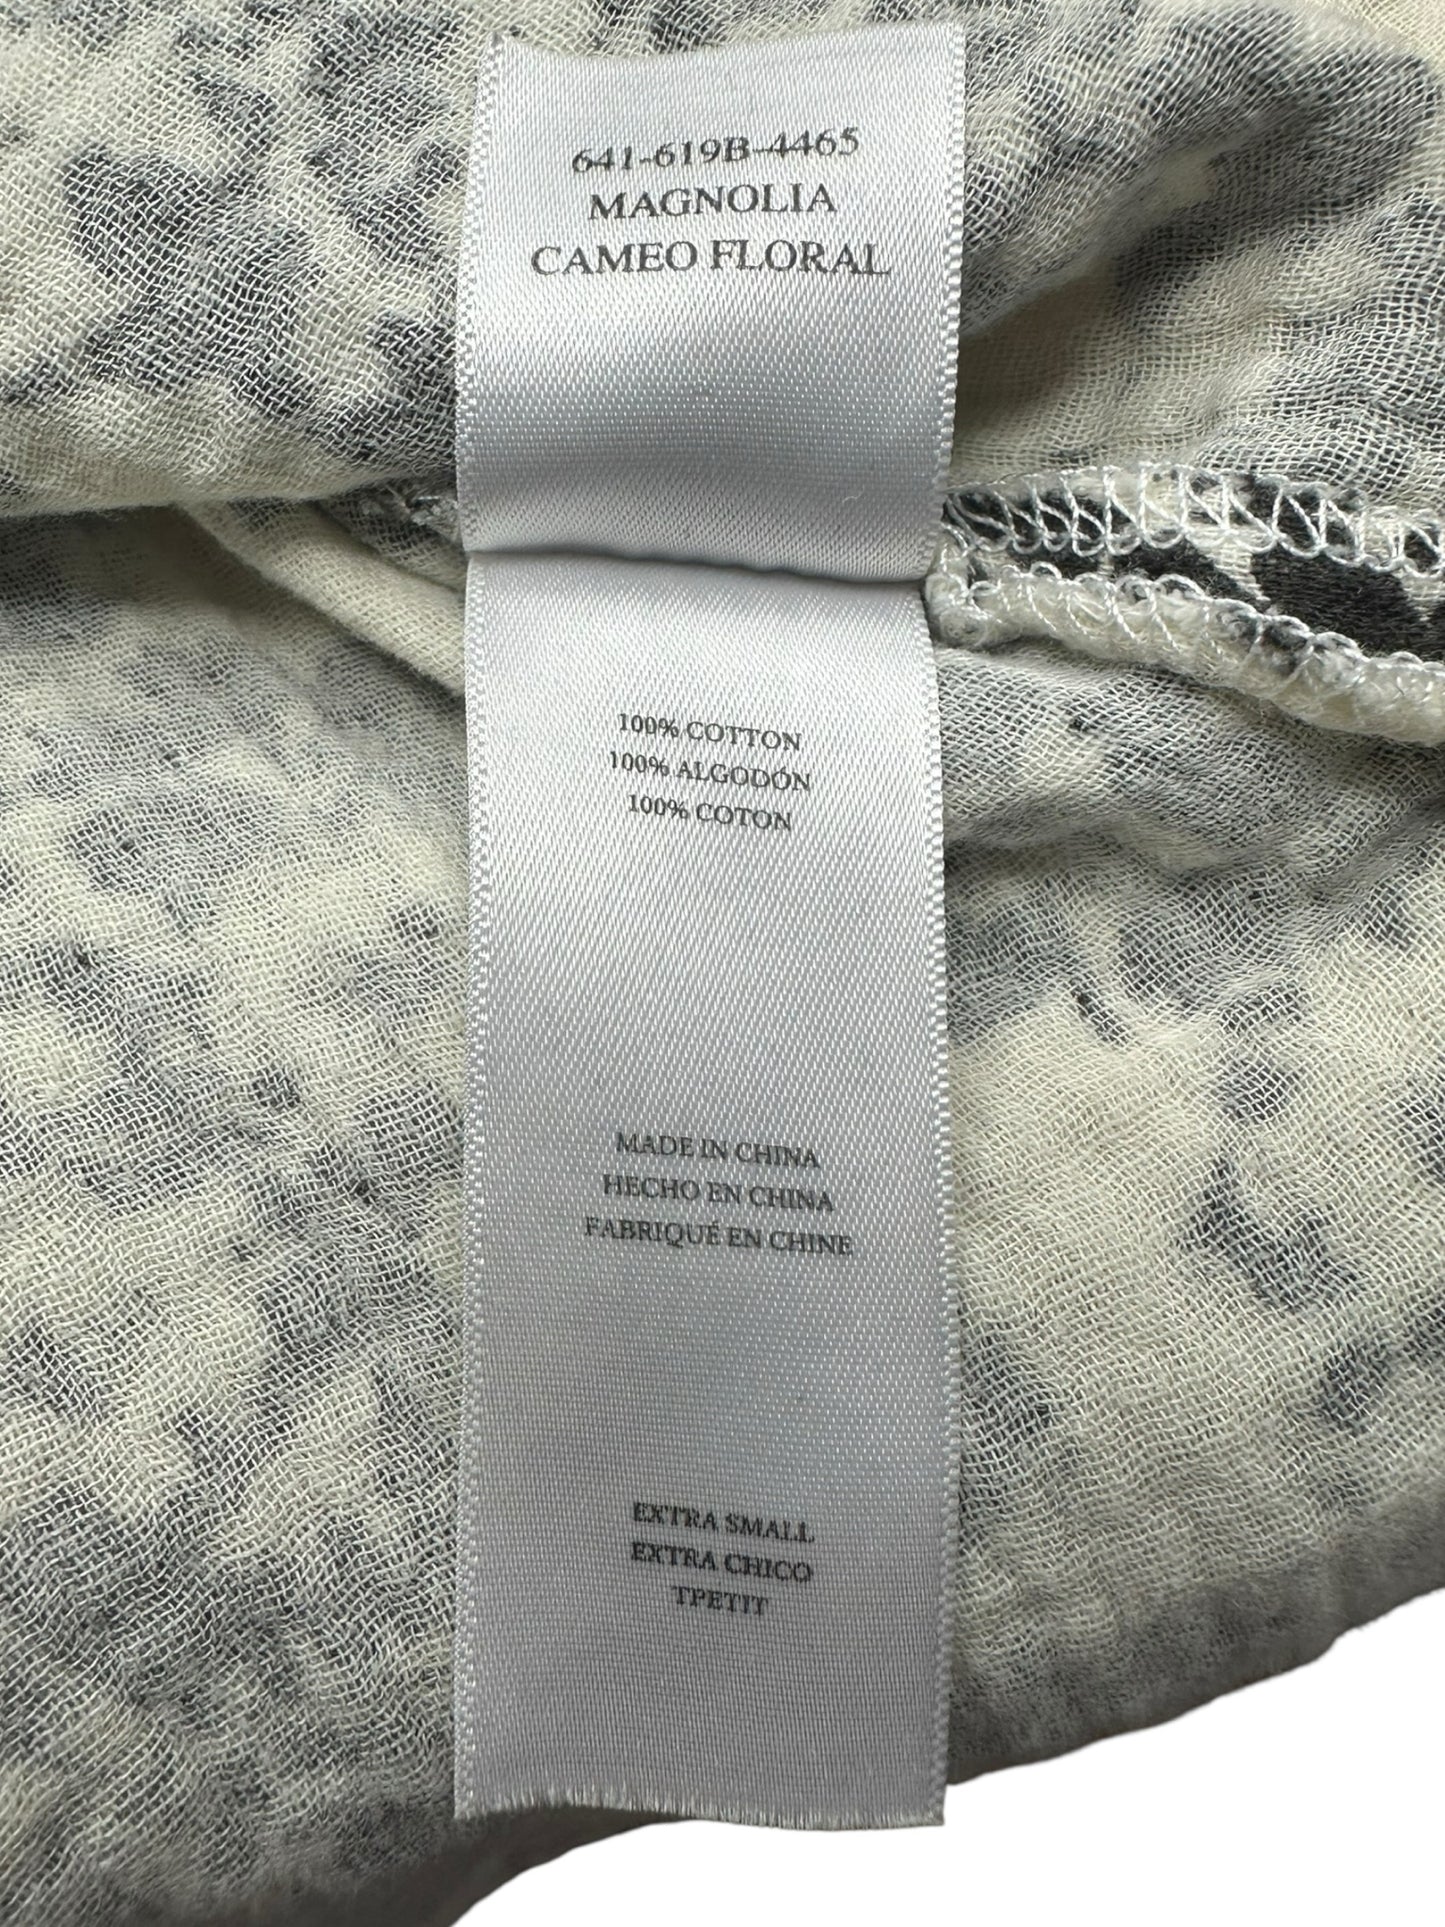 641-619B-4465
MAGNOLIA
CAMEO FLORAL
100% COTTON
100% ALGODÓN
100% COTON
MADE IN CHINA
HECHO EN CHINA
FABRIQUÉ EN CHINE
EXTRA SMALL
EXTRA CHICO
TPETIT